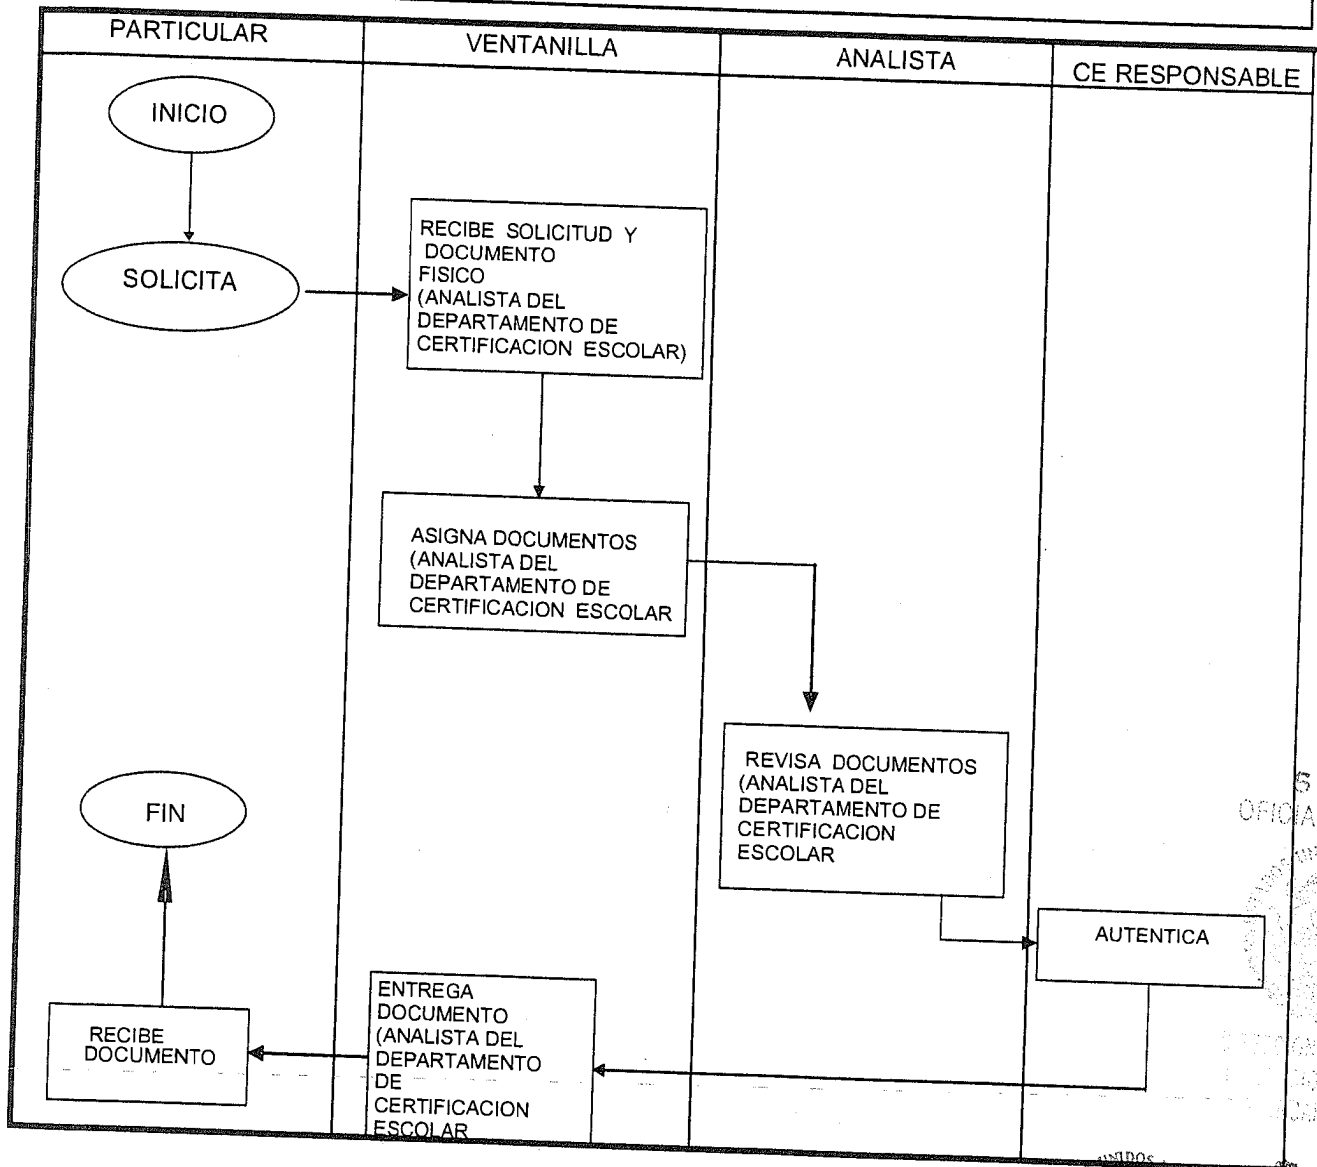 PARTICULAR
VENTANILLA
ANALISTA
CE RESPONSABLE
INICIO
SOLICITA
RECIBE SOLICITUD Y
DOCUMENTO
FISICO
(ANALISTA DEL
DEPARTAMENTO DE
CERTIFICACION ESCOLAR)
ASIGNA DOCUMENTOS
(ANALISTA DEL
DEPARTAMENTO DE
CERTIFICACION ESCOLAR
REVISA DOCUMENTOS
(ANALISTA DEL
DEPARTAMENTO DE
CERTIFICACION
ESCOLAR
AUTENTICA
ENTREGA
DOCUMENTO
(ANALISTA DEL
DEPARTAMENTO
DE
CERTIFICACION
ESCOLAR
RECIBE
DOCUMENTO
FIN
S
OFICIA
UNIDOS